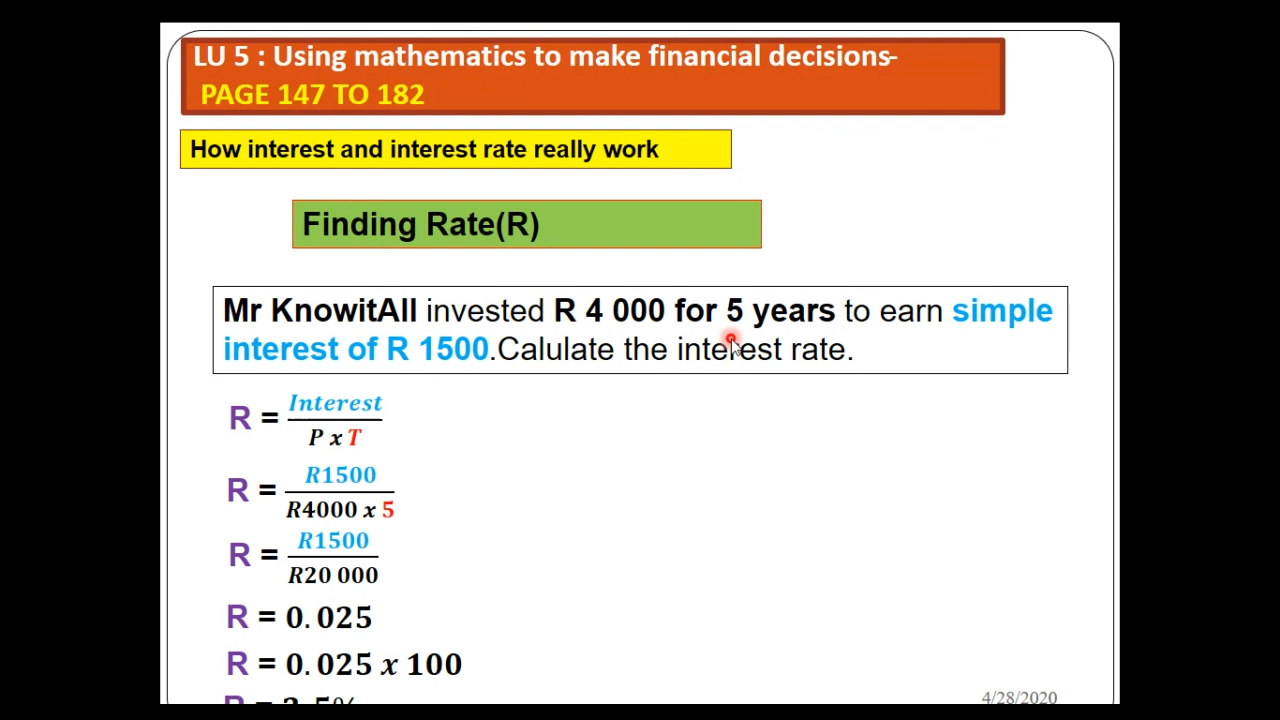 LU 5 : Using mathematics to make financial decisions-
PAGE 147 TO 182
How interest and interest rate really work
Finding Rate(R)
Mr KnowitAll invested R 4 000 for 5 years to earn simple
interest of R 1500.Calulate the interest rate.
R = Interest / P x T
R = R1500 / R4000 x 5
R = R1500 / R20 000
R = 0.025
R = 0.025 x 100
4/28/2020